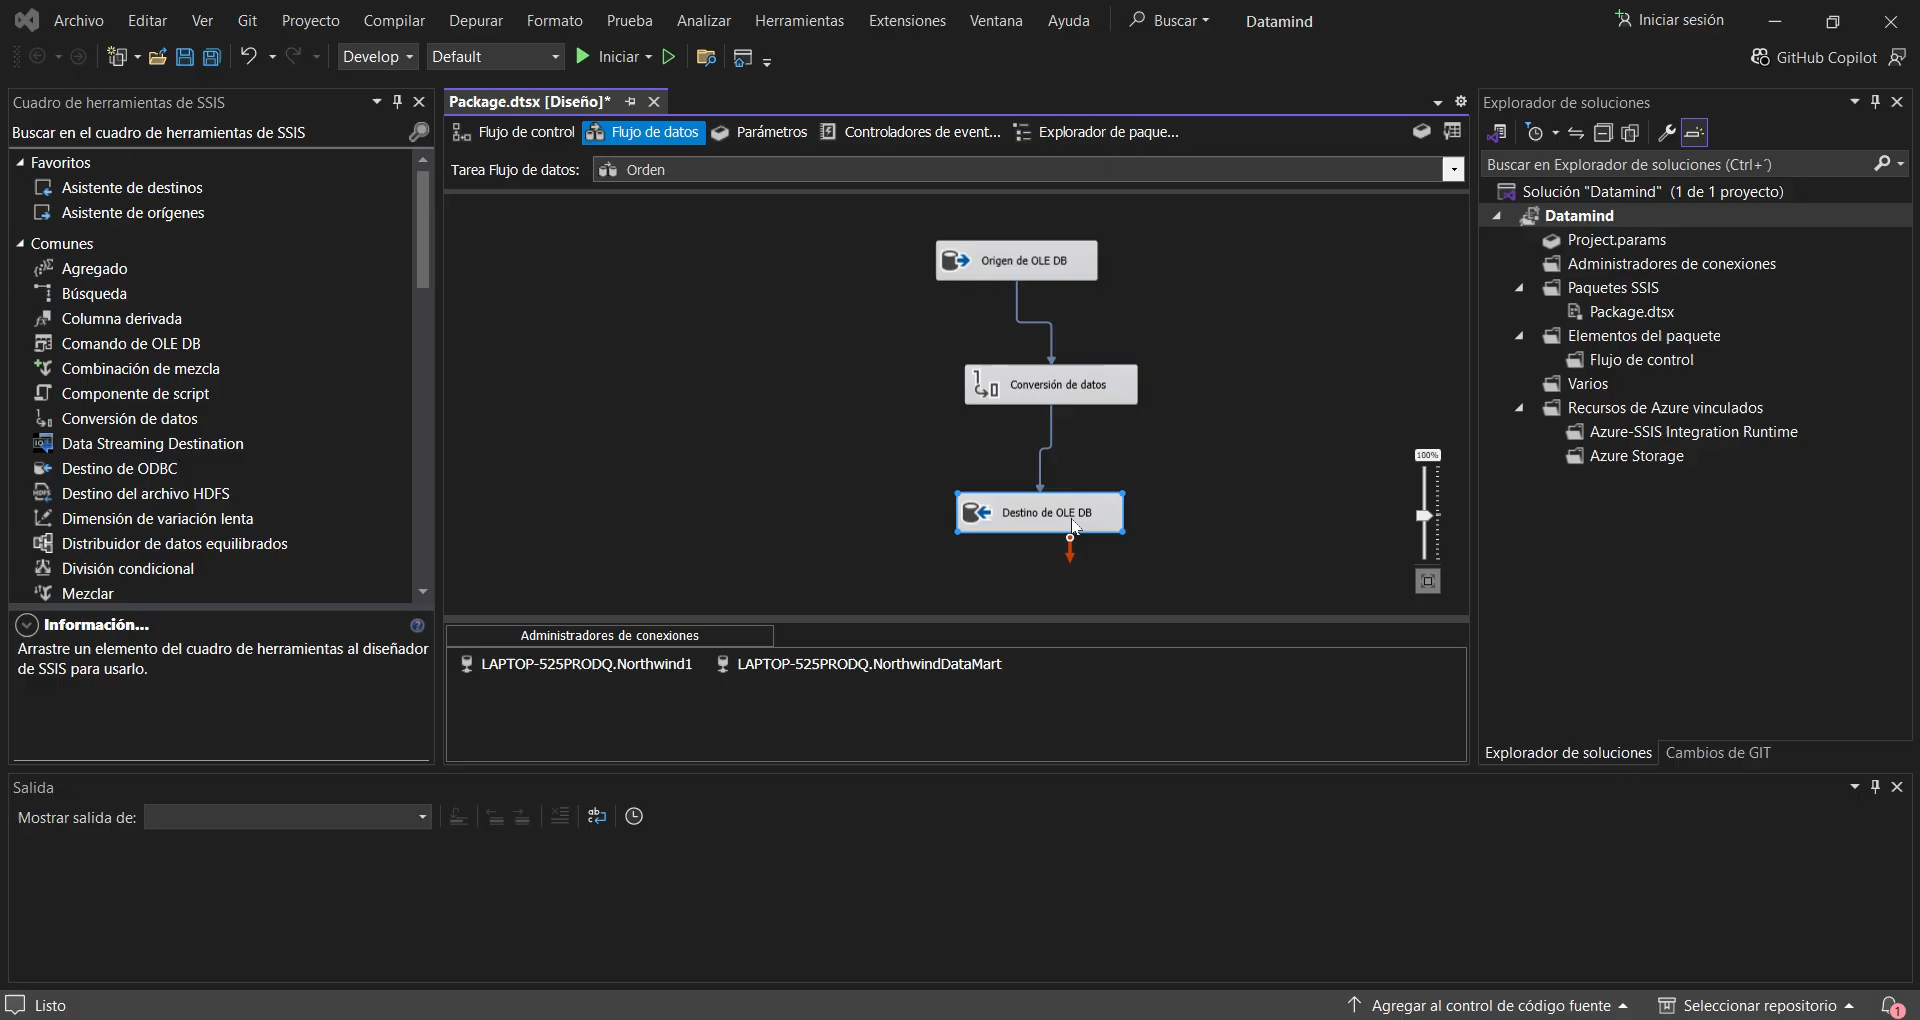 Archivo Editar Ver Git Proyecto Compilar Depurar Formato Prueba Analizar Herramientas Extensiones Ventana Ayuda Buscar Datamind Iniciar sesión
Develop Default Iniciar GitHub Copilot
Cuadro de herramientas de SSIS
Buscar en el cuadro de herramientas de SSIS
Favoritos
Asistente de destinos
Asistente de orígenes
Comunes
Agregado
Búsqueda
Columna derivada
Comando de OLE DB
Combinación de mezcla
Componente de script
Conversión de datos
Data Streaming Destination
Destino de ODBC
Destino del archivo HDFS
Dimensión de variación lenta
Distribuidor de datos equilibrados
División condicional
Mezclar
Información...
Arrastre un elemento del cuadro de herramientas al diseñador
de SSIS para usarlo.
Package.dtsx [Diseño]*
Flujo de control Flujo de datos Parámetros Controladores de event... Explorador de paque...
Tarea Flujo de datos: Orden
Origen de OLE DB
Conversión de datos
Destino de OLE DB
100%
Administradores de conexiones
LAPTOP-525PRODQ.Northwind1 LAPTOP-525PRODQ.NorthwindDataMart
Explorador de soluciones
Buscar en Explorador de soluciones (Ctrl+´)
Solución "Datamind" (1 de 1 proyecto)
Datamind
Project.params
Administradores de conexiones
Paquetes SSIS
Package.dtsx
Elementos del paquete
Flujo de control
Varios
Recursos de Azure vinculados
Azure-SSIS Integration Runtime
Azure Storage
Explorador de soluciones Cambios de GIT
Salida
Mostrar salida de:
Listo Agregar al control de código fuente Seleccionar repositorio 1